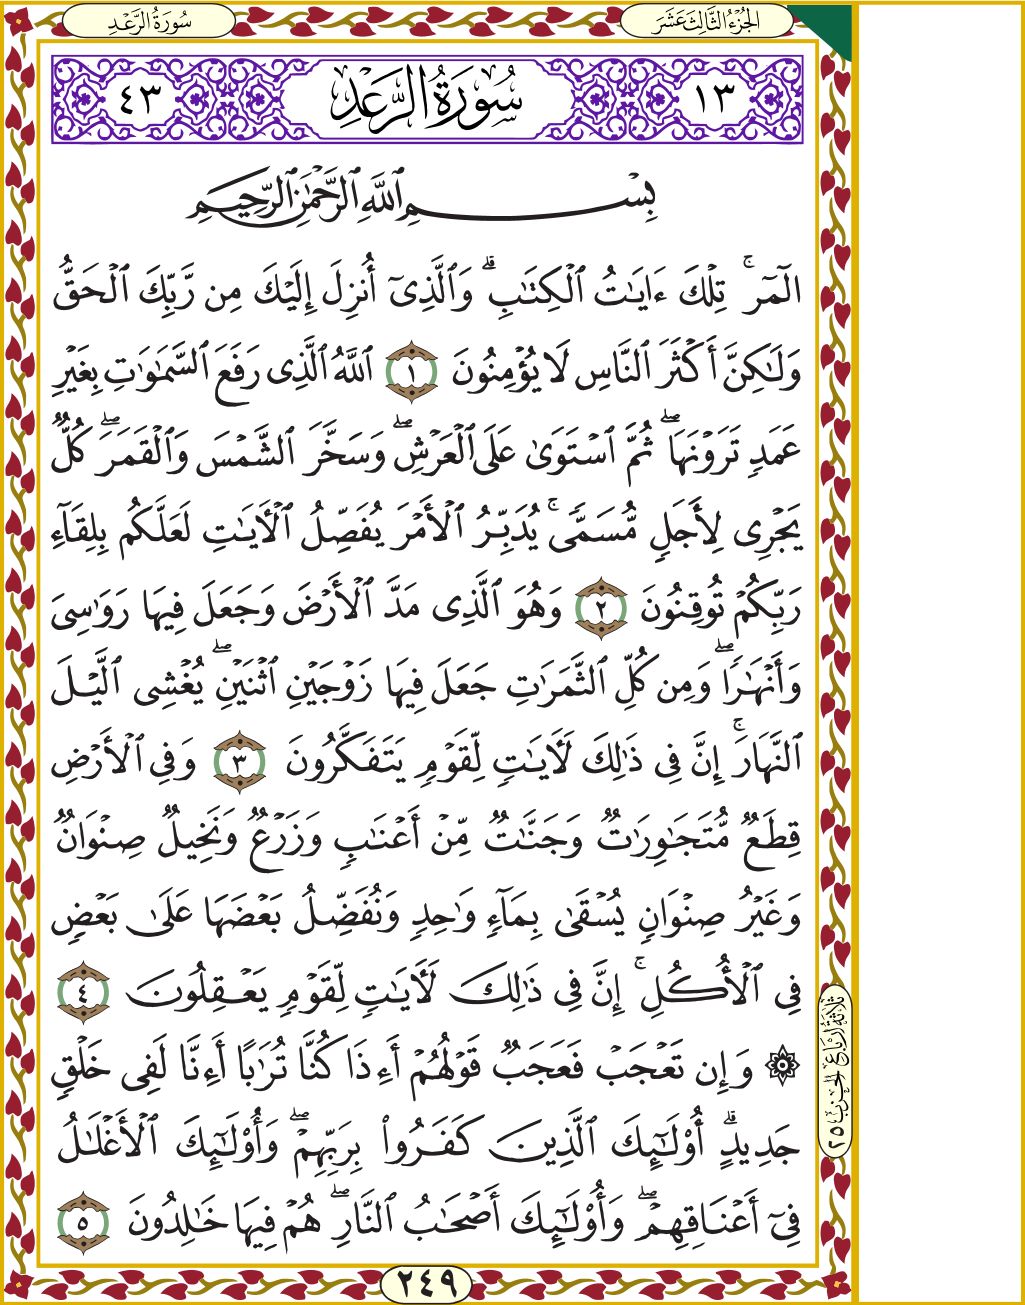 سُورَةُ الرَّعْدِ
الجُزْءُ الثَّالِثَ عَشَرَ
١٣ سُورَةُ الرَّعْدِ ٤٣
بِسْمِ ٱللَّهِ ٱلرَّحْمَٰنِ ٱلرَّحِيمِ
الٓمٓرۚ تِلْكَ ءَايَٰتُ ٱلْكِتَٰبِۗ وَٱلَّذِىٓ أُنزِلَ إِلَيْكَ مِن رَّبِّكَ ٱلْحَقُّ
وَلَٰكِنَّ أَكْثَرَ ٱلنَّاسِ لَا يُؤْمِنُونَ ١ ٱللَّهُ ٱلَّذِى رَفَعَ ٱلسَّمَٰوَٰتِ بِغَيْرِ
عَمَدٍ تَرَوْنَهَاۖ ثُمَّ ٱسْتَوَىٰ عَلَى ٱلْعَرْشِۖ وَسَخَّرَ ٱلشَّمْسَ وَٱلْقَمَرَۖ كُلٌّ
يَجْرِى لِأَجَلٍ مُّسَمًّىۚ يُدَبِّرُ ٱلْأَمْرَ يُفَصِّلُ ٱلْءَايَٰتِ لَعَلَّكُم بِلِقَآءِ
رَبِّكُمْ تُوقِنُونَ ٢ وَهُوَ ٱلَّذِى مَدَّ ٱلْأَرْضَ وَجَعَلَ فِيهَا رَوَٰسِىَ
وَأَنْهَٰرًاۖ وَمِن كُلِّ ٱلثَّمَرَٰتِ جَعَلَ فِيهَا زَوْجَيْنِ ٱثْنَيْنِۖ يُغْشِى ٱلَّيْلَ
ٱلنَّهَارَۚ إِنَّ فِى ذَٰلِكَ لَءَايَٰتٍ لِّقَوْمٍ يَتَفَكَّرُونَ ٣ وَفِى ٱلْأَرْضِ
قِطَعٌ مُّتَجَٰوِرَٰتٌ وَجَنَّٰتٌ مِّنْ أَعْنَٰبٍ وَزَرْعٌ وَنَخِيلٌ صِنْوَانٌ
وَغَيْرُ صِنْوَانٍ يُسْقَىٰ بِمَآءٍ وَٰحِدٍ وَنُفَضِّلُ بَعْضَهَا عَلَىٰ بَعْضٍ
فِى ٱلْأُكُلِۚ إِنَّ فِى ذَٰلِكَ لَءَايَٰتٍ لِّقَوْمٍ يَعْقِلُونَ ٤
۞ وَإِن تَعْجَبْ فَعَجَبٌ قَوْلُهُمْ أَءِذَا كُنَّا تُرَٰبًا أَءِنَّا لَفِى خَلْقٍ
جَدِيدٍۗ أُو۟لَٰٓئِكَ ٱلَّذِينَ كَفَرُوا۟ بِرَبِّهِمْۖ وَأُو۟لَٰٓئِكَ ٱلْأَغْلَٰلُ
فِىٓ أَعْنَاقِهِمْۖ وَأُو۟لَٰٓئِكَ أَصْحَٰبُ ٱلنَّارِۖ هُمْ فِيهَا خَٰلِدُونَ ٥
ثلاثة أرباع الحزب ٢٥
٢٤٩